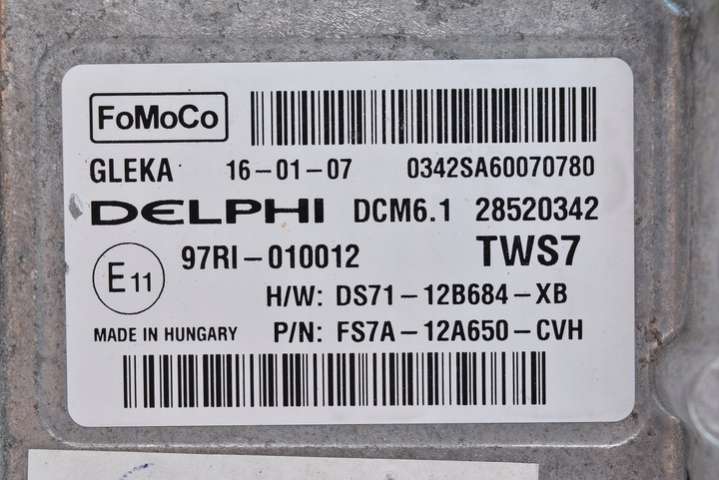 FoMoCo
GLEKA 16-01-07 0342SA60070780
DELPHI DCM6.1 28520342
E11 97RI-010012 TWS7
H/W: DS71-12B684-XB
MADE IN HUNGARY P/N: FS7A-12A650-CVH